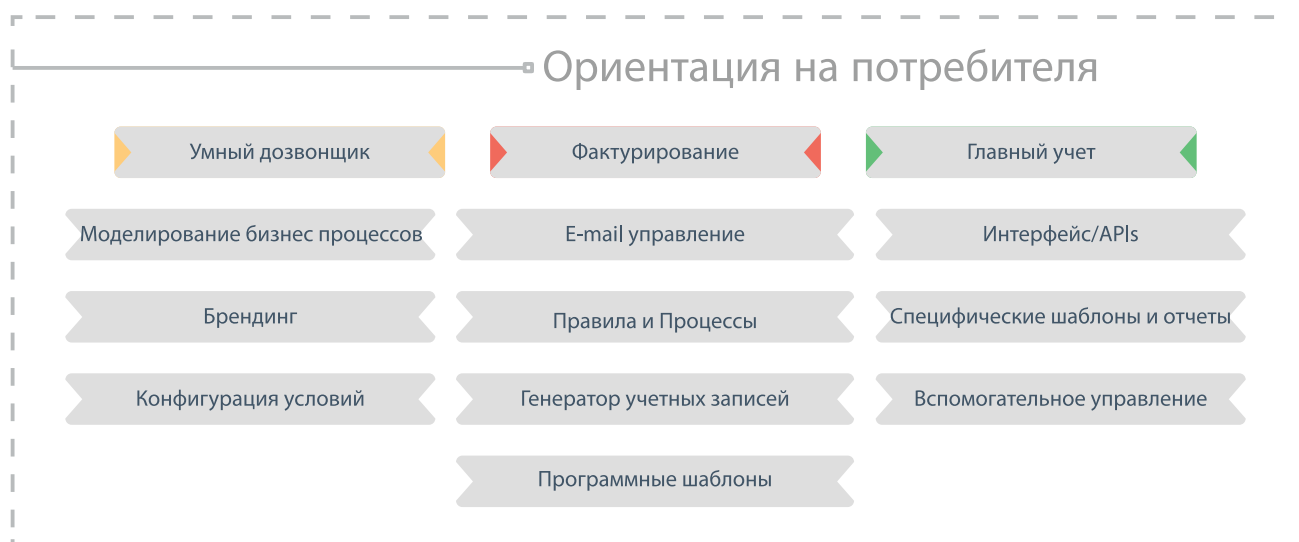 Ориентация на потребителя
Умный дозвонщик
Фактурирование
Главный учет
Моделирование бизнес процессов
E-mail управление
Интерфейс/APIs
Брендинг
Правила и Процессы
Специфические шаблоны и отчеты
Конфигурация условий
Генератор учетных записей
Вспомогательное управление
Программные шаблоны